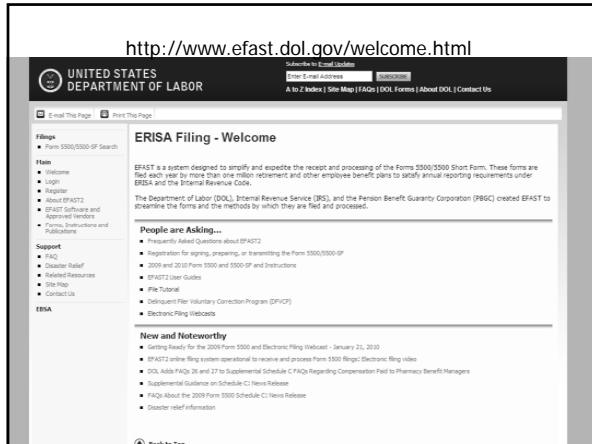 http://www.efast.dol.gov/welcome.html
Subscribe to E-mail Updates
UNITED STATES
DEPARTMENT OF LABOR
Enter E-mail Address SUBSCRIBE
A to Z Index | Site Map | FAQs | DOL Forms | About DOL | Contact Us
E-mail This Page Print This Page
Filings
Form 5500/5500-SF Search
Main
Welcome
Login
Register
About EFAST2
EFAST Software and
Approved Vendors
Forms, Instructions and
Publications
Support
FAQ
Disaster Relief
Related Resources
Site Map
Contact Us
EBSA
ERISA Filing - Welcome
EFAST is a system designed to simplify and expedite the receipt and processing of the Forms 5500/5500 Short Form. These forms are
filed each year by more than one million retirement and other employee benefit plans to satisfy annual reporting requirements under
ERISA and the Internal Revenue Code.
The Department of Labor (DOL), Internal Revenue Service (IRS), and the Pension Benefit Guaranty Corporation (PBGC) created EFAST to
streamline the forms and the methods by which they are filed and processed.
People are Asking...
Frequently Asked Questions about EFAST2
Registration for signing, preparing, or transmitting the Form 5500/5500-SF
2009 and 2010 Form 5500 and 5500-SF and Instructions
EFAST2 User Guides
iFile Tutorial
Delinquent Filer Voluntary Correction Program (DFVCP)
Electronic Filing Webcasts
New and Noteworthy
Getting Ready for the 2009 Form 5500 and Electronic Filing Webcast - January 21, 2010
EFAST2 online filing system operational to receive and process Form 5500 filings: Electronic filing video
DOL Adds FAQs 26 and 27 to Supplemental Schedule C FAQs Regarding Compensation Paid to Pharmacy Benefit Managers
Supplemental Guidance on Schedule C: News Release
FAQs About the 2009 Form 5500 Schedule C: News Release
Disaster relief information
Back to Top